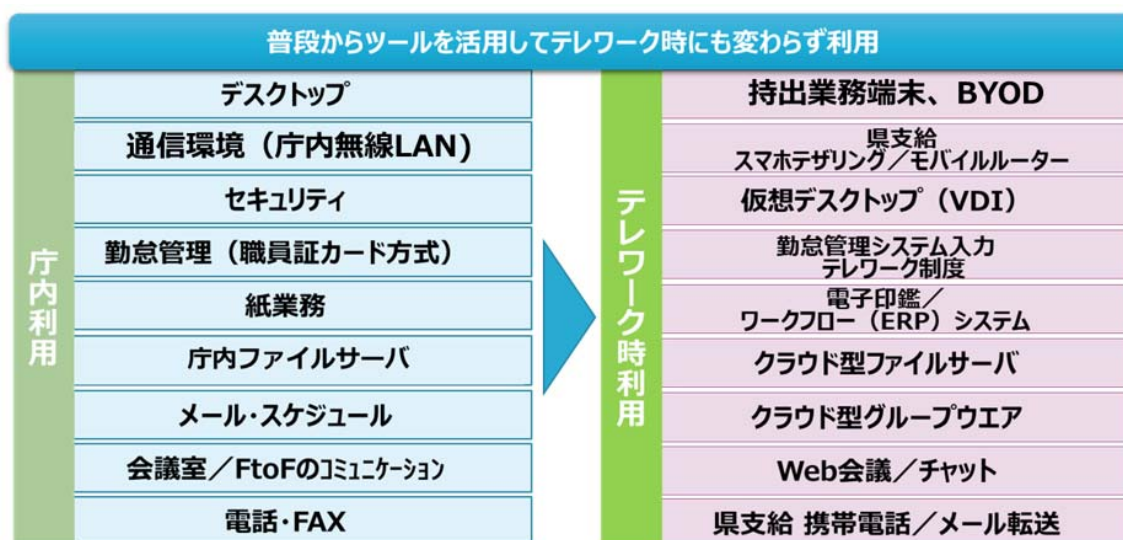 普段からツールを活用してテレワーク時にも変わらず利用
庁内利用
デスクトップ
通信環境（庁内無線LAN)
セキュリティ
勤怠管理（職員証カード方式）
紙業務
庁内ファイルサーバ
メール・スケジュール
会議室／FtoFのコミュニケーション
電話・FAX
テレワーク時利用
持出業務端末、BYOD
県支給
スマホテザリング／モバイルルーター
仮想デスクトップ（VDI）
勤怠管理システム入力
テレワーク制度
電子印鑑／
ワークフロー（ERP）システム
クラウド型ファイルサーバ
クラウド型グループウエア
Web会議／チャット
県支給 携帯電話／メール転送